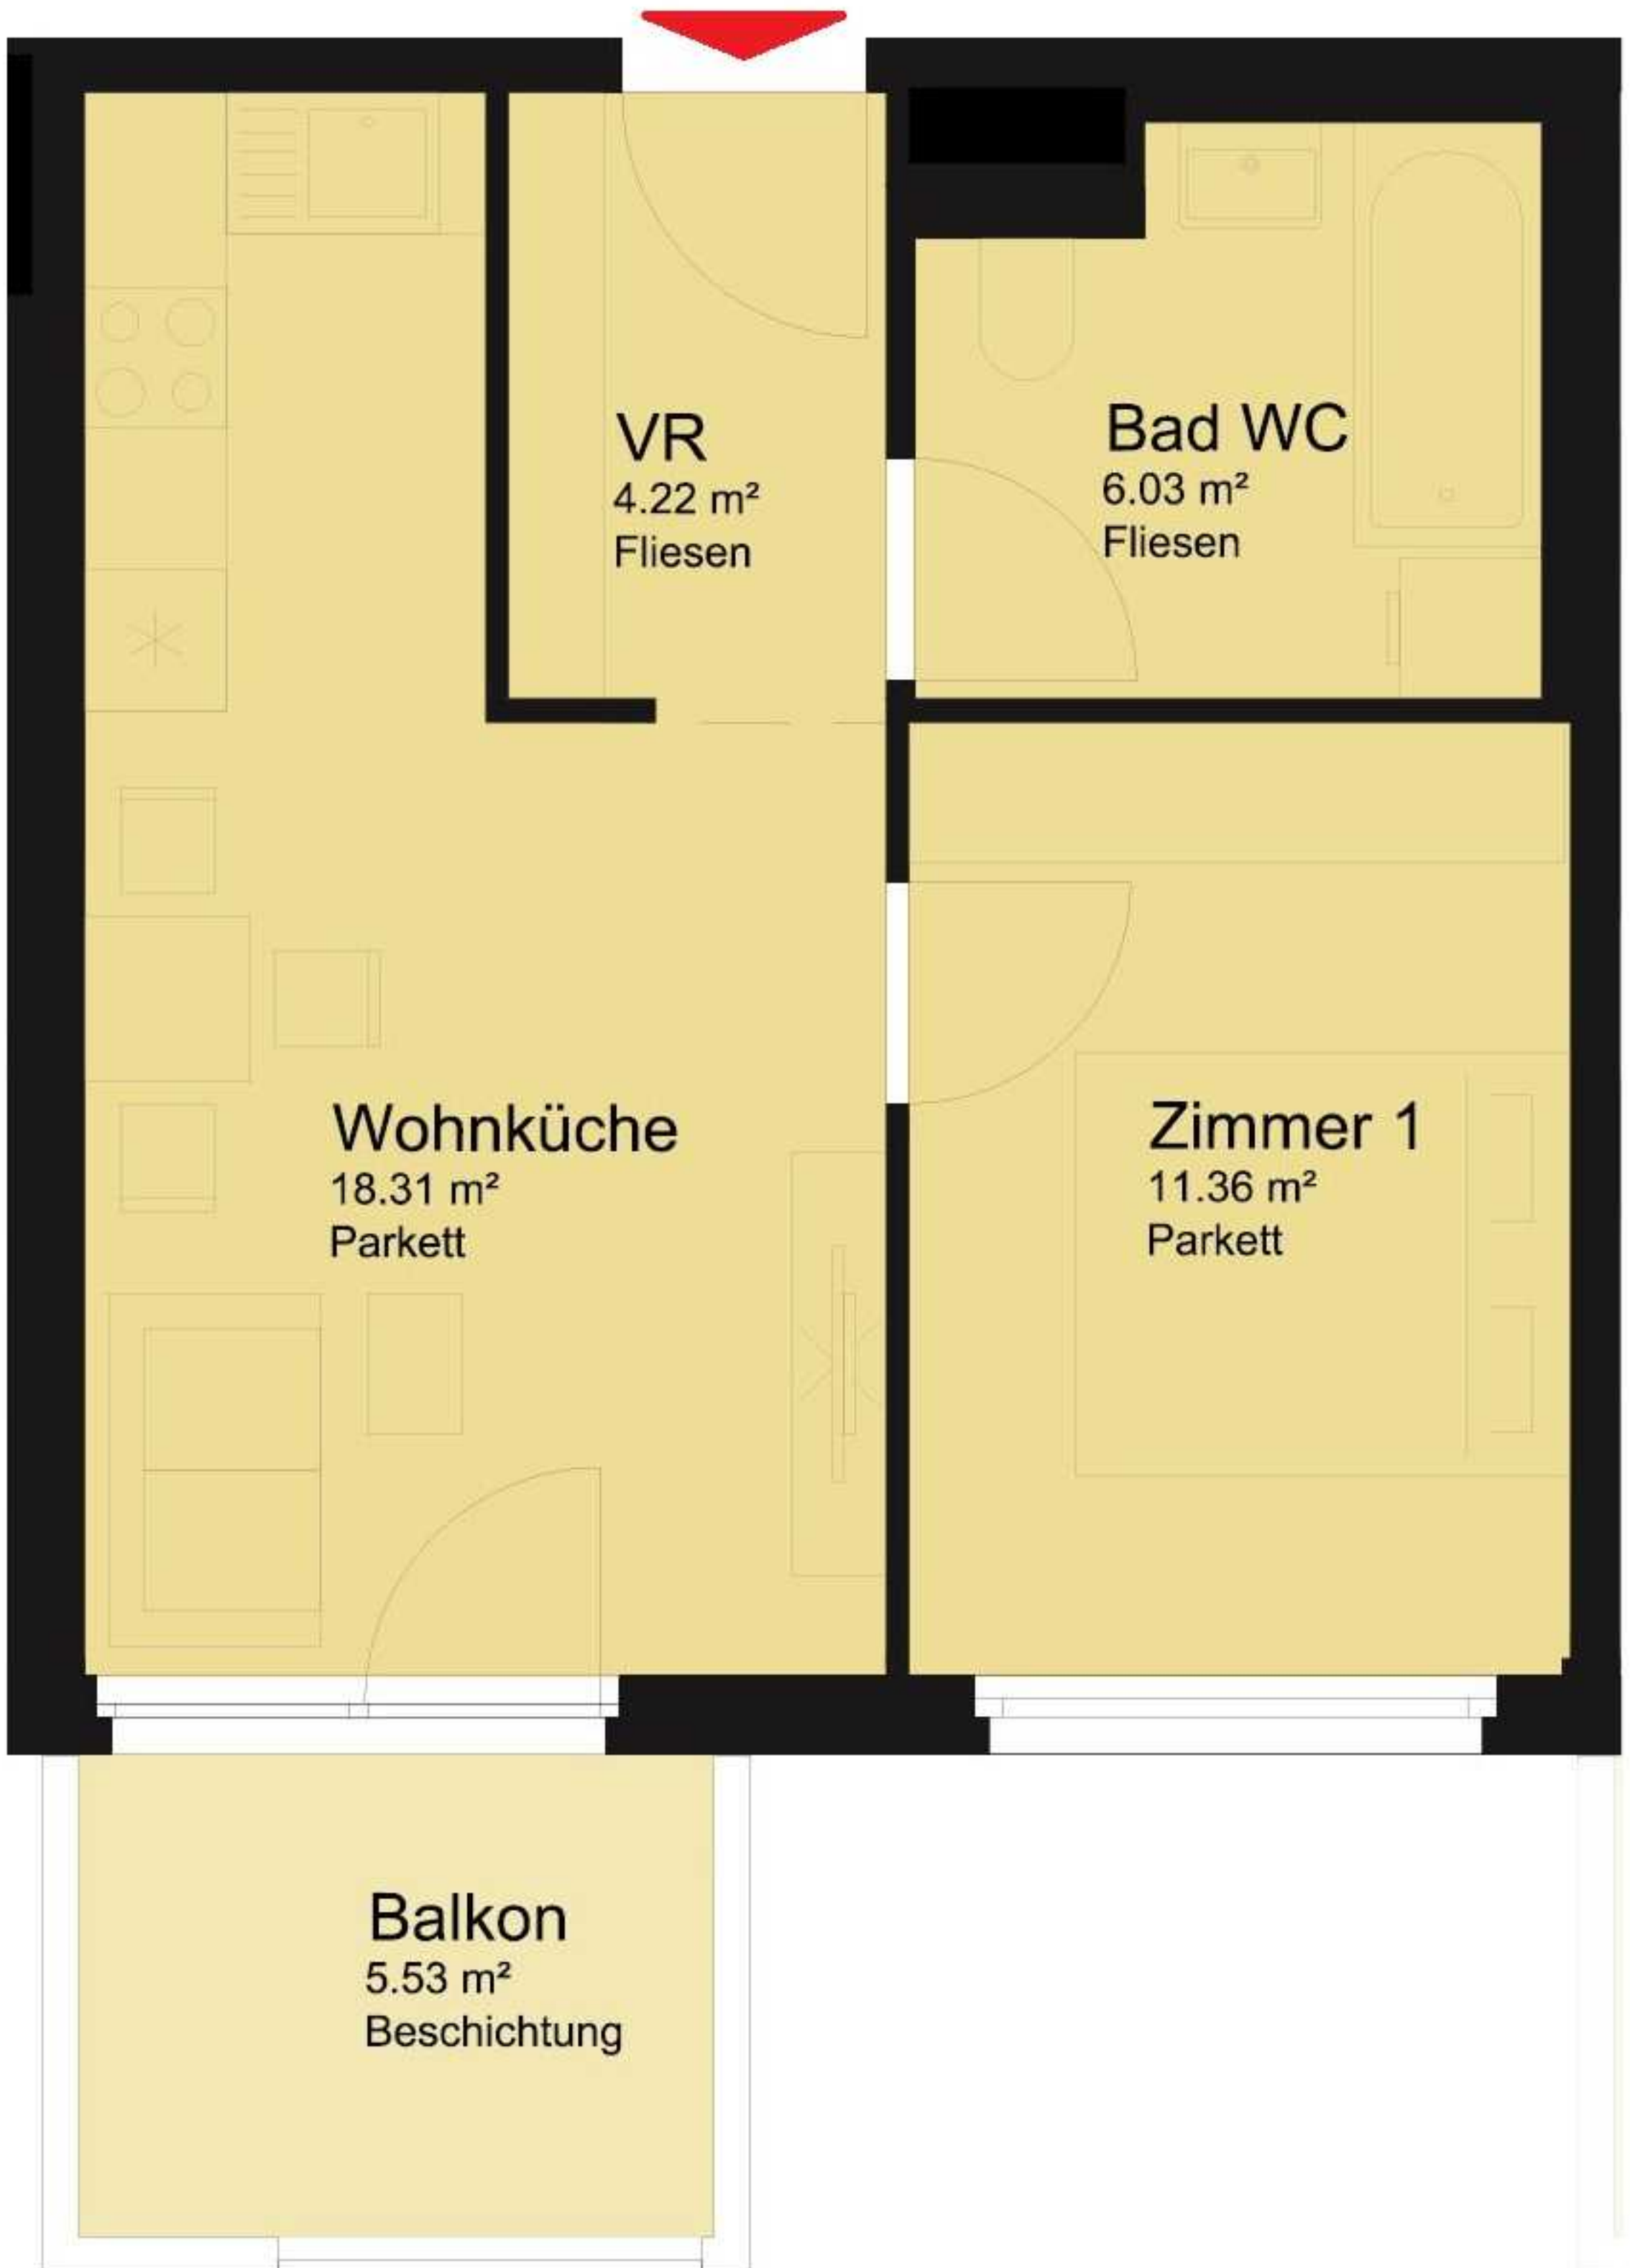 VR
4.22 m²
Fliesen
Bad WC
6.03 m²
Fliesen
Wohnküche
18.31 m²
Parkett
Zimmer 1
11.36 m²
Parkett
Balkon
5.53 m²
Beschichtung